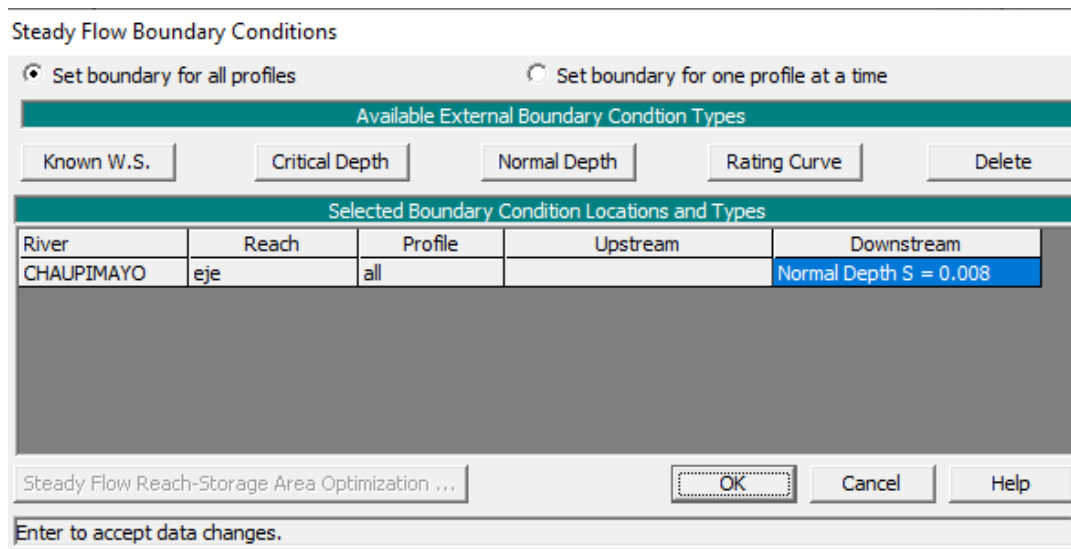 Steady Flow Boundary Conditions
Set boundary for all profiles Set boundary for one profile at a time
Available External Boundary Condtion Types
Known W.S. Critical Depth Normal Depth Rating Curve Delete
Selected Boundary Condition Locations and Types
River Reach Profile Upstream Downstream
CHAUPIMAYO eje all Normal Depth S = 0.008
Steady Flow Reach-Storage Area Optimization ... OK Cancel Help
Enter to accept data changes.